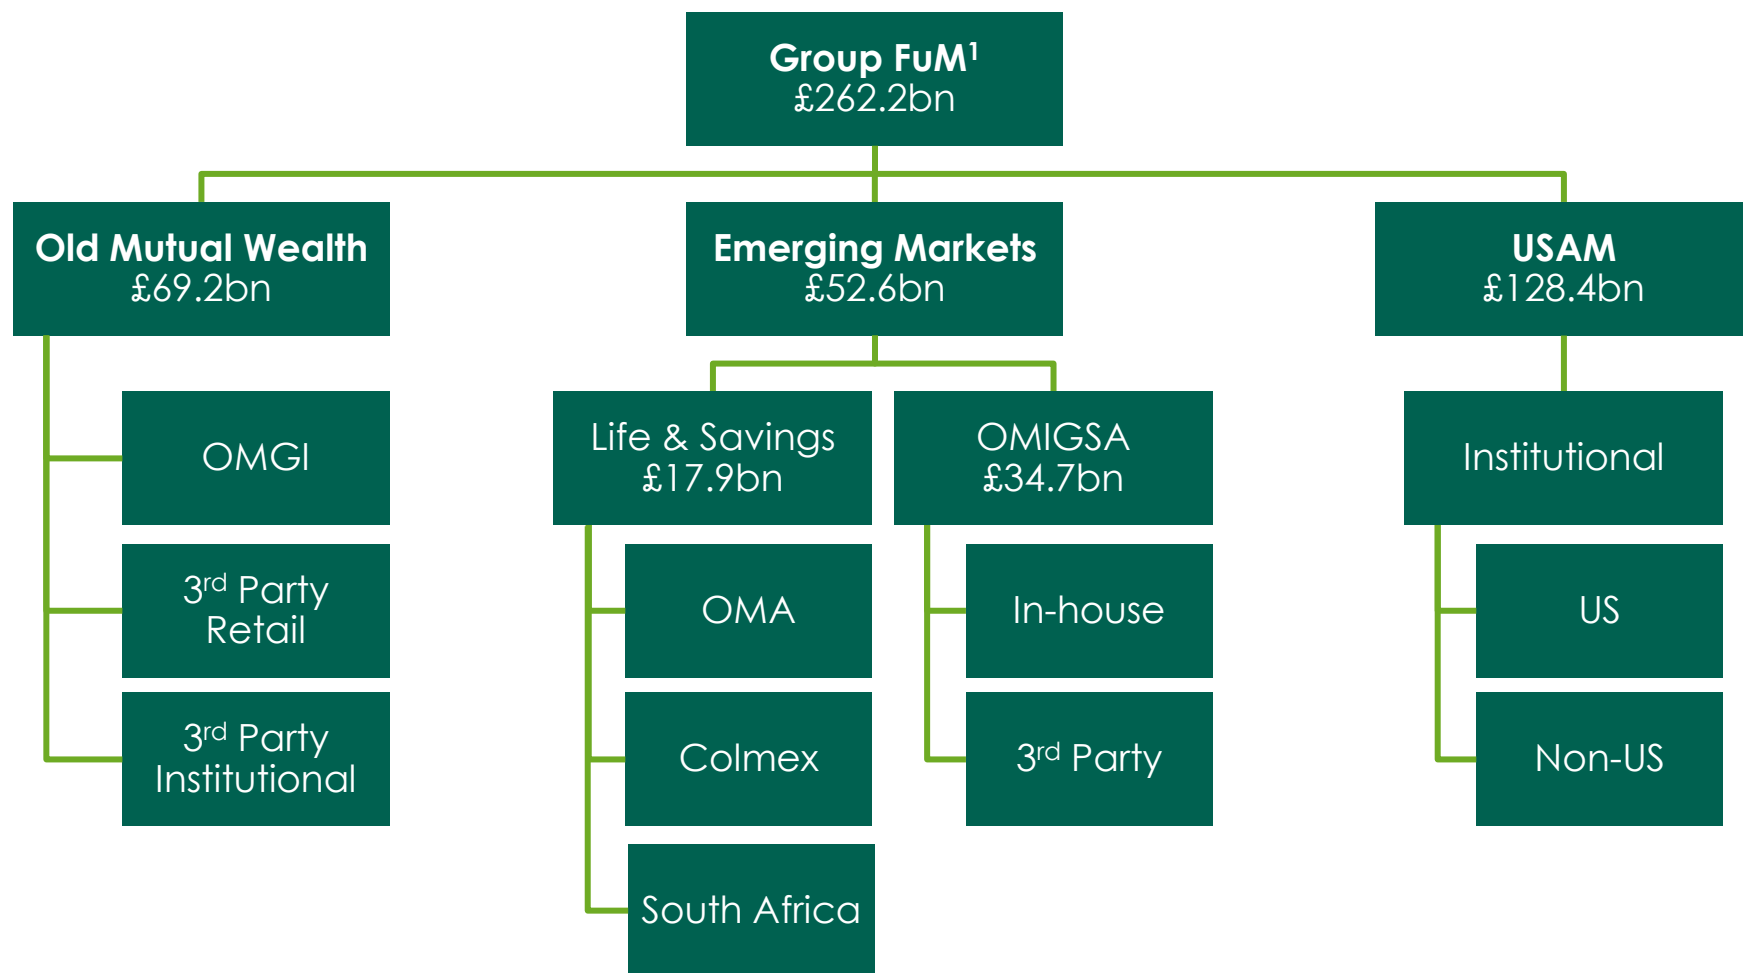 Group FuM¹
£262.2bn
Old Mutual Wealth
£69.2bn
Emerging Markets
£52.6bn
USAM
£128.4bn
OMGI
3rd Party
Retail
3rd Party
Institutional
Life & Savings
£17.9bn
OMA
Colmex
South Africa
OMIGSA
£34.7bn
In-house
3rd Party
Institutional
US
Non-US